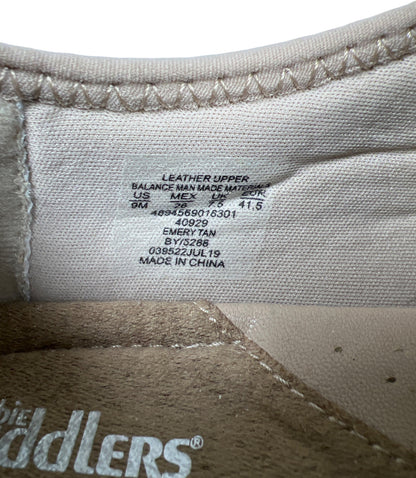 LEATHER UPPER
BALANCE MAN MADE MATERIALS
US MEX UK EUR
9M 26 7.5 41.5
4894569016301
40929
EMERY TAN
BY/5288
039522JUL19
MADE IN CHINA
ddLERS®